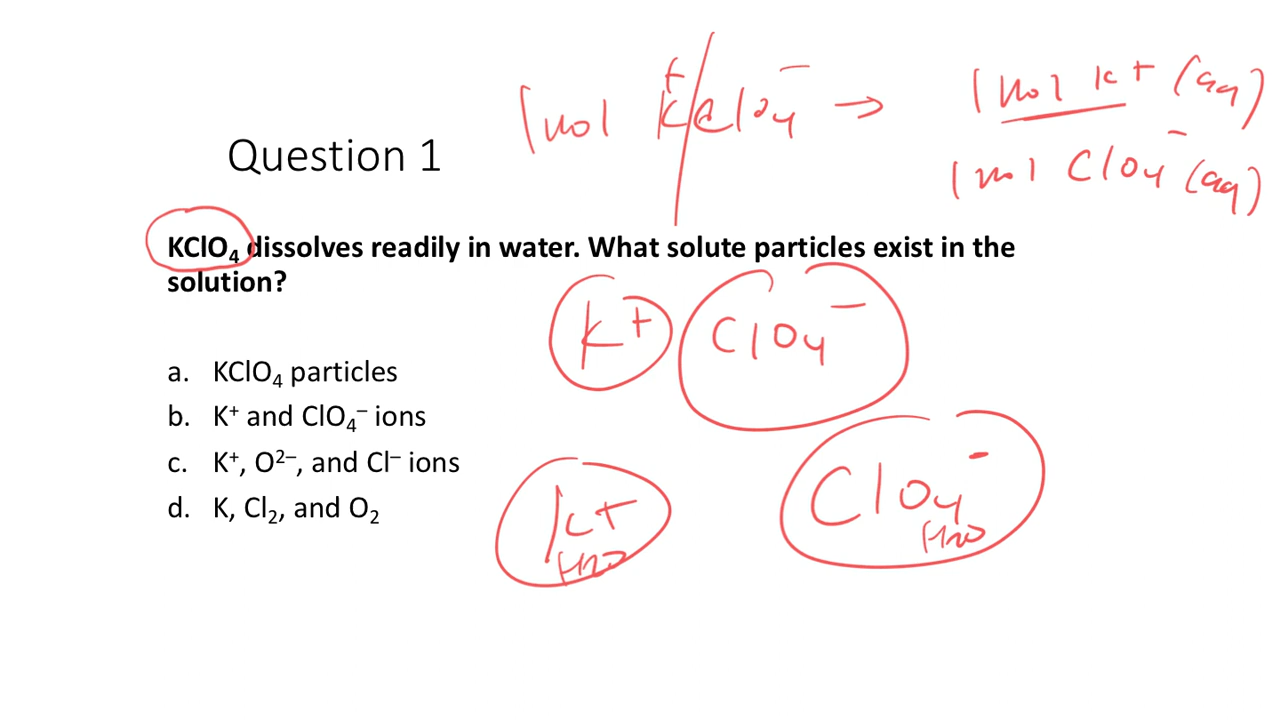 1 mol K⁺ClO₄⁻ → 1 mol K⁺ (aq)
1 mol ClO₄⁻ (aq)
Question 1
KClO₄ dissolves readily in water. What solute particles exist in the
solution?
K⁺ ClO₄⁻
a. KClO₄ particles
b. K⁺ and ClO₄⁻ ions
c. K⁺, O²⁻, and Cl⁻ ions
d. K, Cl₂, and O₂
K⁺ ClO₄⁻
H₂O H₂O